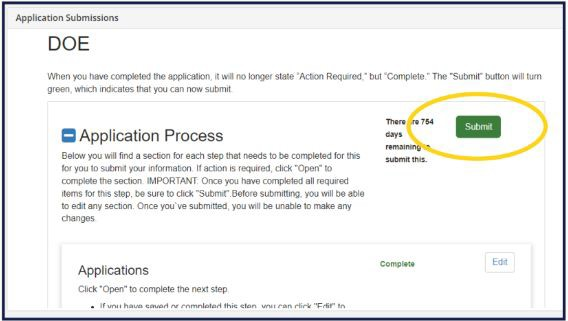 Application Submissions
DOE
When you have completed the application, it will no longer state "Action Required," but "Complete." The "Submit" button will turn
green, which indicates that you can now submit.
There are 754
days
remaining to
submit this.
Submit
Application Process
Below you will find a section for each step that needs to be completed for this
for you to submit your information. If action is required, click "Open" to
complete the section. IMPORTANT: Once you have completed all required
items for this step, be sure to click "Submit".Before submitting, you will be able
to edit any section. Once you`ve submitted, you will be unable to make any
changes.
Applications
Complete
Edit
Click "Open" to complete the next step.
• If you have saved or completed this step, you can click "Edit" to